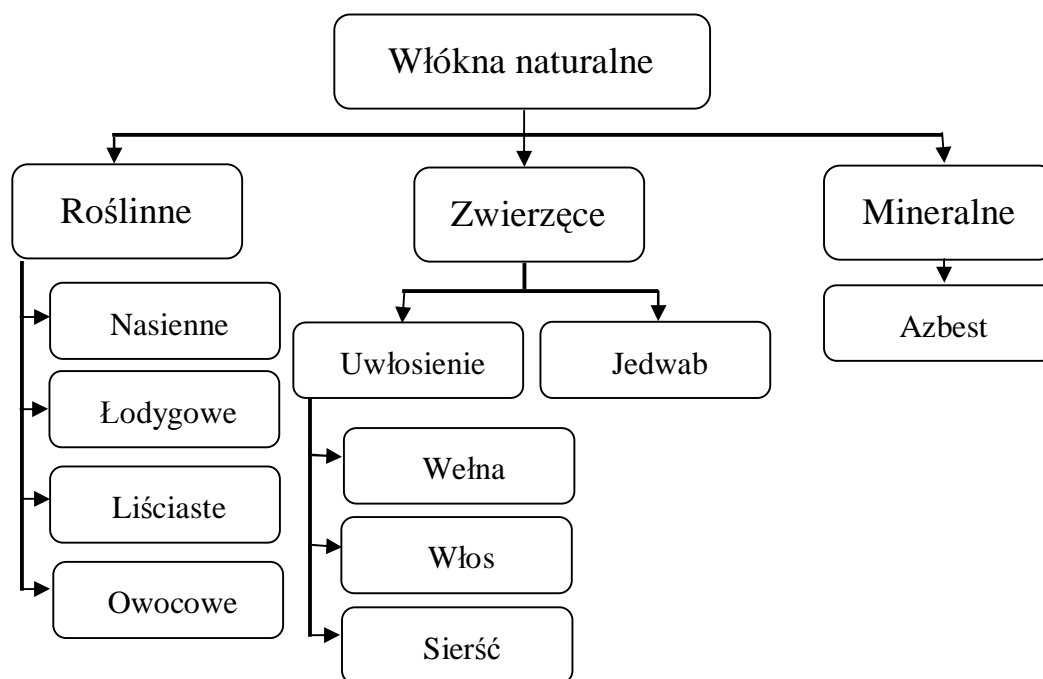 Włókna naturalne
Roślinne
Zwierzęce
Mineralne
Nasienne
Łodygowe
Liściaste
Owocowe
Uwłosienie
Jedwab
Wełna
Włos
Sierść
Azbest